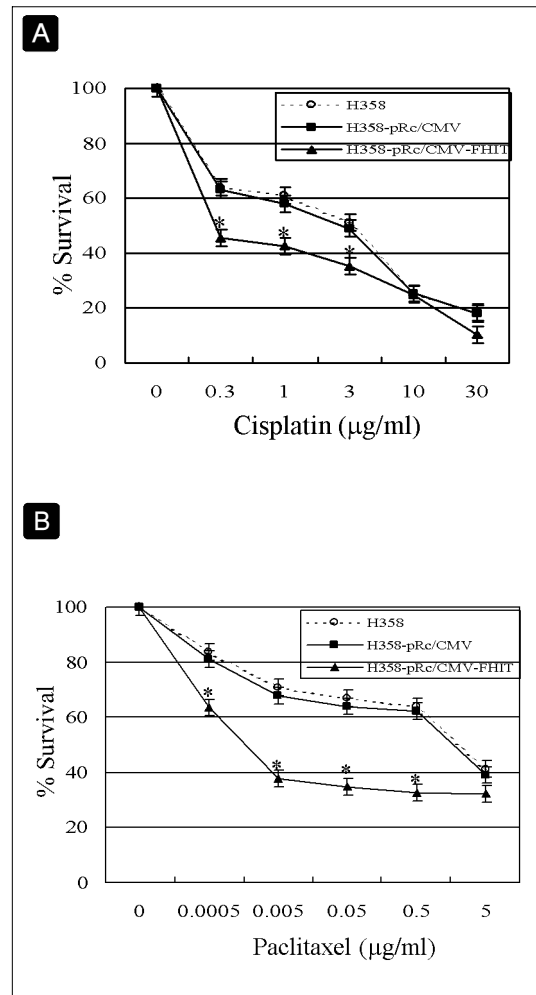 A
100
80
60
40
20
0
% Survival
H358
H358-pRc/CMV
H358-pRc/CMV-FHIT
* * *
0 0.3 1 3 10 30
Cisplatin (μg/ml)
B
100
80
60
40
20
0
% Survival
H358
H358-pRc/CMV
H358-pRc/CMV-FHIT
* * * *
0 0.0005 0.005 0.05 0.5 5
Paclitaxel (μg/ml)